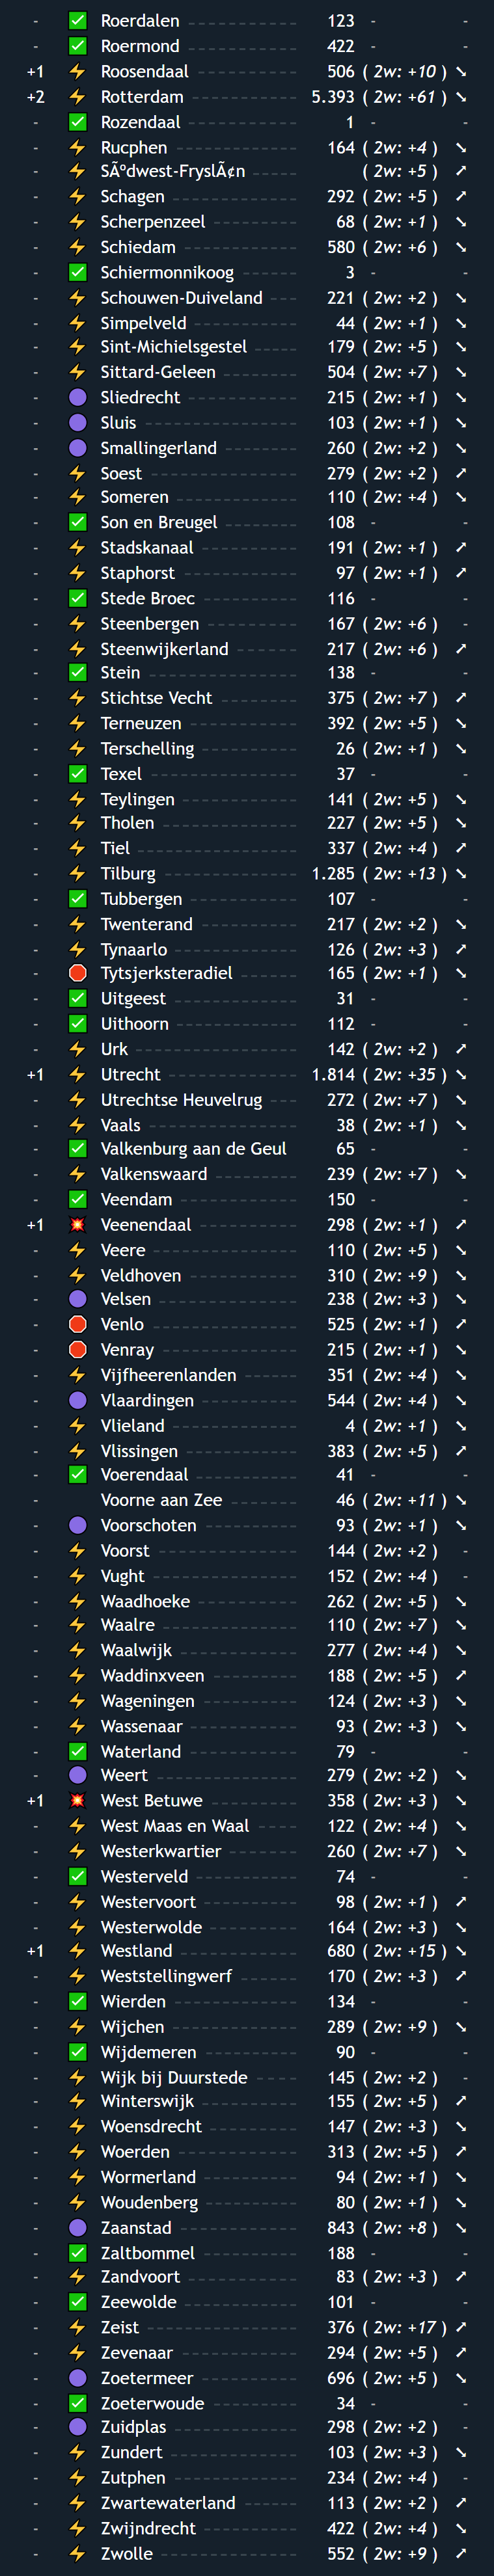 - ✅ Roerdalen 123 - -
- ✅ Roermond 422 - -
+1 ⚡ Roosendaal 506 ( 2w: +10 ) ↘
+2 ⚡ Rotterdam 5.393 ( 2w: +61 ) ↘
- ✅ Rozendaal 1 - -
- ⚡ Rucphen 164 ( 2w: +4 ) ↘
- ⚡ SÃºdwest-FryslÃ¢n ( 2w: +5 ) ↗
- ⚡ Schagen 292 ( 2w: +5 ) ↗
- ⚡ Scherpenzeel 68 ( 2w: +1 ) ↘
- ⚡ Schiedam 580 ( 2w: +6 ) ↘
- ✅ Schiermonnikoog 3 - -
- ⚡ Schouwen-Duiveland 221 ( 2w: +2 ) ↘
- ⚡ Simpelveld 44 ( 2w: +1 ) ↘
- ⚡ Sint-Michielsgestel 179 ( 2w: +5 ) ↘
- ⚡ Sittard-Geleen 504 ( 2w: +7 ) ↘
- 🟣 Sliedrecht 215 ( 2w: +1 ) ↘
- 🟣 Sluis 103 ( 2w: +1 ) ↘
- 🟣 Smallingerland 260 ( 2w: +2 ) ↘
- ⚡ Soest 279 ( 2w: +2 ) ↗
- ⚡ Someren 110 ( 2w: +4 ) ↘
- ✅ Son en Breugel 108 - -
- ⚡ Stadskanaal 191 ( 2w: +1 ) ↗
- ⚡ Staphorst 97 ( 2w: +1 ) ↗
- ✅ Stede Broec 116 - -
- ⚡ Steenbergen 167 ( 2w: +6 ) -
- ⚡ Steenwijkerland 217 ( 2w: +6 ) ↗
- ✅ Stein 138 - -
- ⚡ Stichtse Vecht 375 ( 2w: +7 ) ↗
- ⚡ Terneuzen 392 ( 2w: +5 ) ↘
- ⚡ Terschelling 26 ( 2w: +1 ) ↘
- ✅ Texel 37 - -
- ⚡ Teylingen 141 ( 2w: +5 ) ↘
- ⚡ Tholen 227 ( 2w: +5 ) ↘
- ⚡ Tiel 337 ( 2w: +4 ) ↗
- ⚡ Tilburg 1.285 ( 2w: +13 ) ↘
- ✅ Tubbergen 107 - -
- ⚡ Twenterand 217 ( 2w: +2 ) ↘
- ⚡ Tynaarlo 126 ( 2w: +3 ) ↗
- 🛑 Tytsjerksteradiel 165 ( 2w: +1 ) ↘
- ✅ Uitgeest 31 - -
- ✅ Uithoorn 112 - -
- ⚡ Urk 142 ( 2w: +2 ) ↗
+1 ⚡ Utrecht 1.814 ( 2w: +35 ) ↘
- ⚡ Utrechtse Heuvelrug 272 ( 2w: +7 ) ↘
- ⚡ Vaals 38 ( 2w: +1 ) ↘
- ✅ Valkenburg aan de Geul 65 - -
- ⚡ Valkenswaard 239 ( 2w: +7 ) ↘
- ✅ Veendam 150 - -
+1 💥 Veenendaal 298 ( 2w: +1 ) ↗
- ⚡ Veere 110 ( 2w: +5 ) ↘
- ⚡ Veldhoven 310 ( 2w: +9 ) ↘
- 🟣 Velsen 238 ( 2w: +3 ) ↘
- 🛑 Venlo 525 ( 2w: +1 ) ↗
- 🛑 Venray 215 ( 2w: +1 ) ↘
- ⚡ Vijfheerenlanden 351 ( 2w: +4 ) ↘
- 🟣 Vlaardingen 544 ( 2w: +4 ) ↘
- ⚡ Vlieland 4 ( 2w: +1 ) ↘
- ⚡ Vlissingen 383 ( 2w: +5 ) ↗
- ✅ Voerendaal 41 - -
- Voorne aan Zee 46 ( 2w: +11 ) ↘
- 🟣 Voorschoten 93 ( 2w: +1 ) ↘
- ⚡ Voorst 144 ( 2w: +2 ) -
- ⚡ Vught 152 ( 2w: +4 ) -
- ⚡ Waadhoeke 262 ( 2w: +5 ) ↘
- ⚡ Waalre 110 ( 2w: +7 ) ↘
- ⚡ Waalwijk 277 ( 2w: +4 ) ↘
- ⚡ Waddinxveen 188 ( 2w: +5 ) ↗
- ⚡ Wageningen 124 ( 2w: +3 ) ↘
- ⚡ Wassenaar 93 ( 2w: +3 ) ↘
- ✅ Waterland 79 - -
- 🟣 Weert 279 ( 2w: +2 ) ↘
+1 💥 West Betuwe 358 ( 2w: +3 ) ↘
- ⚡ West Maas en Waal 122 ( 2w: +4 ) ↘
- ⚡ Westerkwartier 260 ( 2w: +7 ) ↘
- ✅ Westerveld 74 - -
- ⚡ Westervoort 98 ( 2w: +1 ) ↗
- ⚡ Westerwolde 164 ( 2w: +3 ) ↘
+1 ⚡ Westland 680 ( 2w: +15 ) ↘
- ⚡ Weststellingwerf 170 ( 2w: +3 ) ↗
- ✅ Wierden 134 - -
- ⚡ Wijchen 289 ( 2w: +9 ) ↘
- ✅ Wijdemeren 90 - -
- ⚡ Wijk bij Duurstede 145 ( 2w: +2 ) -
- ⚡ Winterswijk 155 ( 2w: +5 ) ↗
- ⚡ Woensdrecht 147 ( 2w: +3 ) ↘
- ⚡ Woerden 313 ( 2w: +5 ) ↗
- ⚡ Wormerland 94 ( 2w: +1 ) ↘
- ⚡ Woudenberg 80 ( 2w: +1 ) ↘
- 🟣 Zaanstad 843 ( 2w: +8 ) ↘
- ✅ Zaltbommel 188 - -
- ⚡ Zandvoort 83 ( 2w: +3 ) ↗
- ✅ Zeewolde 101 - -
- ⚡ Zeist 376 ( 2w: +17 ) ↗
- ⚡ Zevenaar 294 ( 2w: +5 ) ↗
- 🟣 Zoetermeer 696 ( 2w: +5 ) ↘
- ✅ Zoeterwoude 34 - -
- 🟣 Zuidplas 298 ( 2w: +2 ) -
- ⚡ Zundert 103 ( 2w: +3 ) ↘
- ⚡ Zutphen 234 ( 2w: +4 ) -
- ⚡ Zwartewaterland 113 ( 2w: +2 ) ↗
- ⚡ Zwijndrecht 422 ( 2w: +4 ) ↘
- ⚡ Zwolle 552 ( 2w: +9 ) ↗